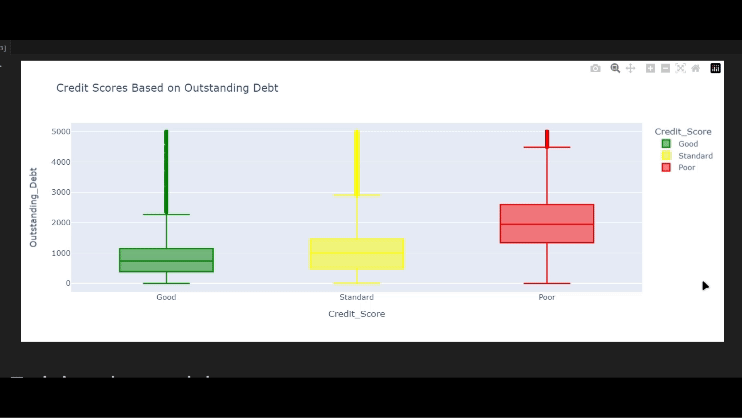 3]
Credit Scores Based on Outstanding Debt
Credit_Score
Good
Standard
Poor
Outstanding_Debt
5000
4000
3000
2000
1000
0
Good Standard Poor
Credit_Score